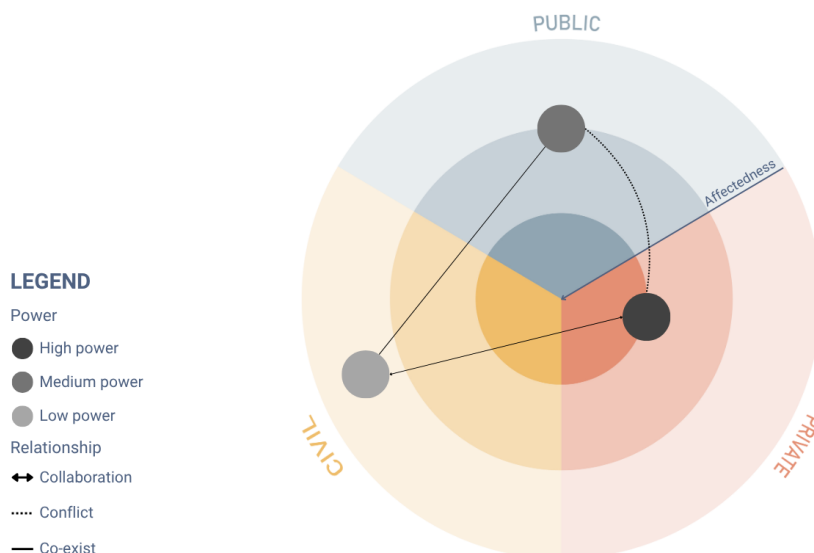 PUBLIC
Affectedness
LEGEND
Power
High power
Medium power
Low power
Relationship
Collaboration
Conflict
Co-exist
CIVIL
PRIVATE